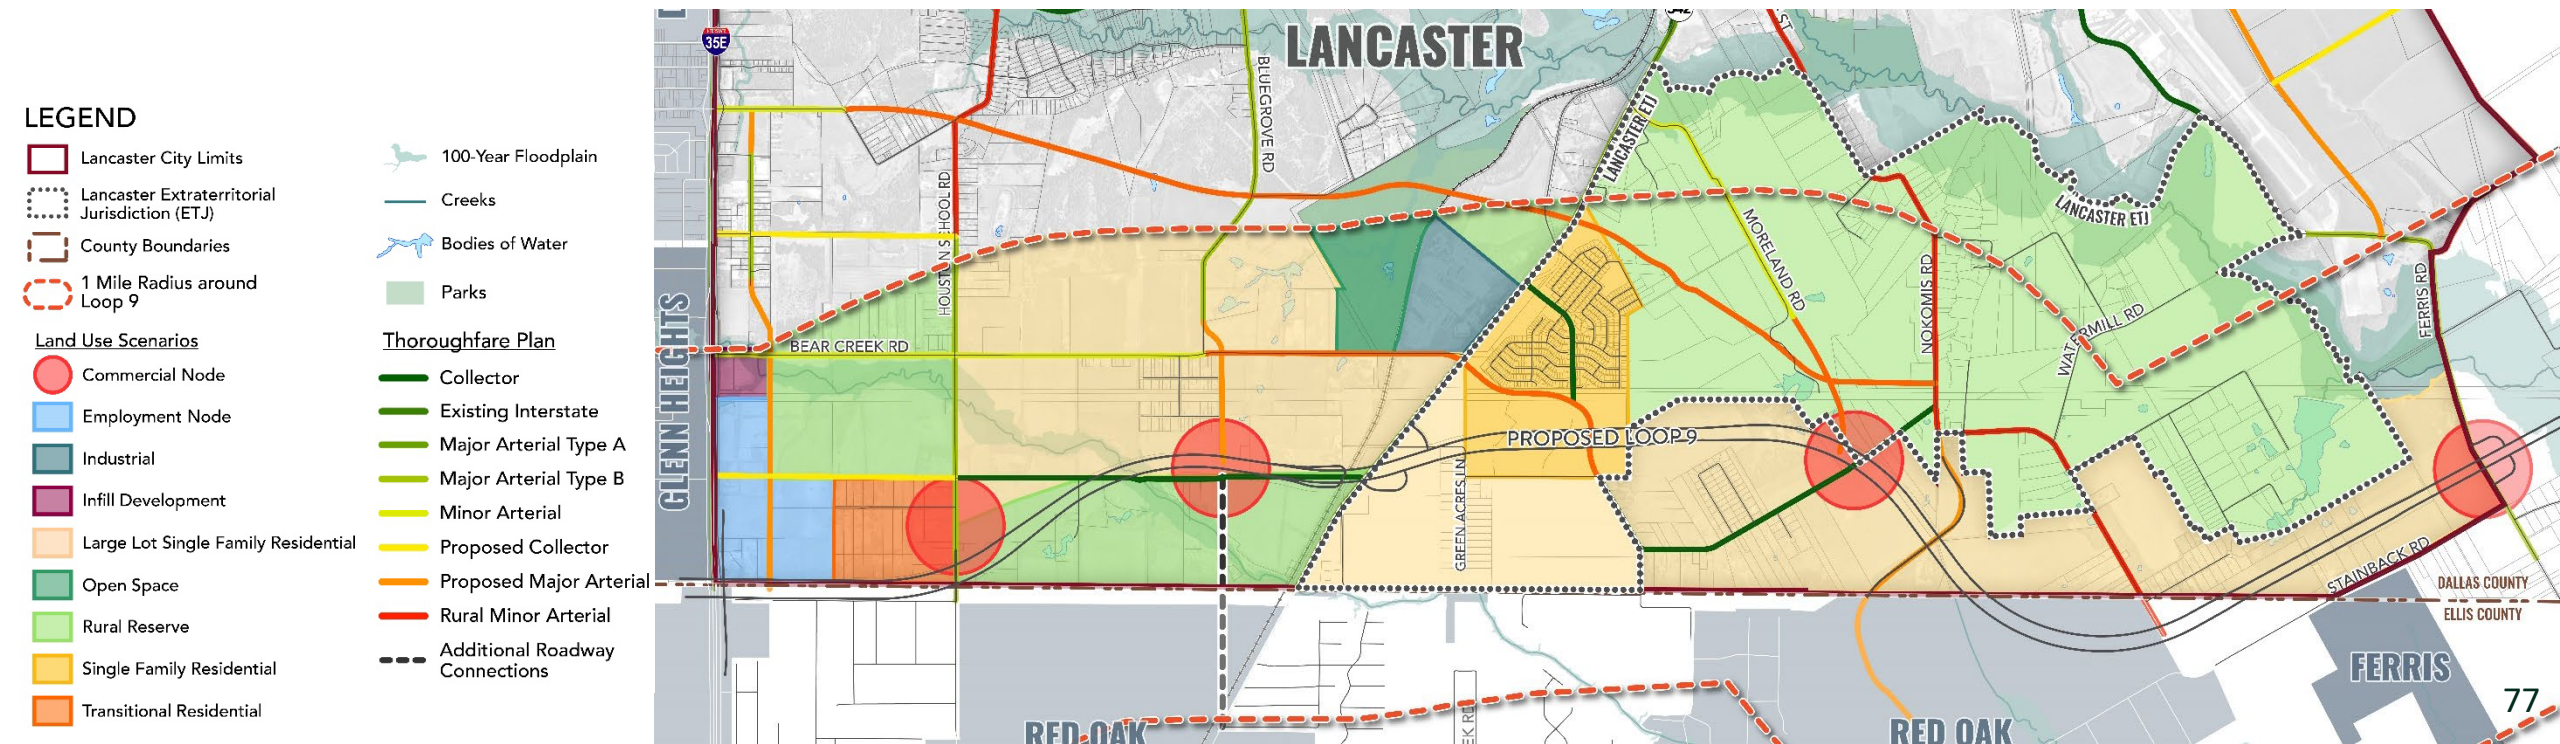 LEGEND
Lancaster City Limits
Lancaster Extraterritorial
Jurisdiction (ETJ)
County Boundaries
1 Mile Radius around
Loop 9
Land Use Scenarios
Commercial Node
Employment Node
Industrial
Infill Development
Large Lot Single Family Residential
Open Space
Rural Reserve
Single Family Residential
Transitional Residential
100-Year Floodplain
Creeks
Bodies of Water
Parks
Thoroughfare Plan
Collector
Existing Interstate
Major Arterial Type A
Major Arterial Type B
Minor Arterial
Proposed Collector
Proposed Major Arterial
Rural Minor Arterial
Additional Roadway
Connections
35E
342
ST
LANCASTER
BLUEGROVE RD
LANCASTER ETJ
HOUSTON SCHOOL RD
LANCASTER ETJ
MORELAND RD
NOKOMIS RD
WATERMILL RD
FERRIS RD
GLENN HEIGHTS
BEAR CREEK RD
PROPOSED LOOP 9
GREEN ACRES LN
STAINBACK RD
DALLAS COUNTY
ELLIS COUNTY
FERRIS
RED OAK
EK RD
RED OAK
77